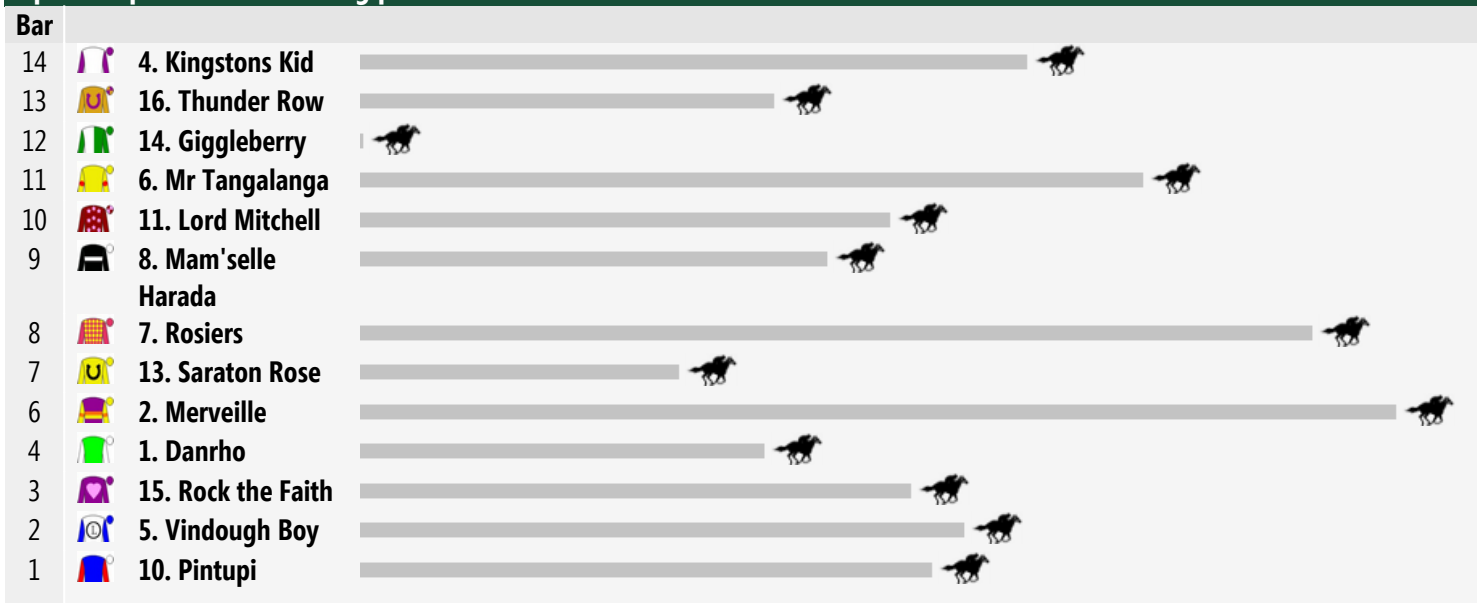 Bar
14 4. Kingstons Kid
13 16. Thunder Row
12 14. Giggleberry
11 6. Mr Tangalanga
10 11. Lord Mitchell
9 8. Mam'selle
Harada
8 7. Rosiers
7 13. Saraton Rose
6 2. Merveille
4 1. Danrho
3 15. Rock the Faith
2 5. Vindough Boy
1 10. Pintupi